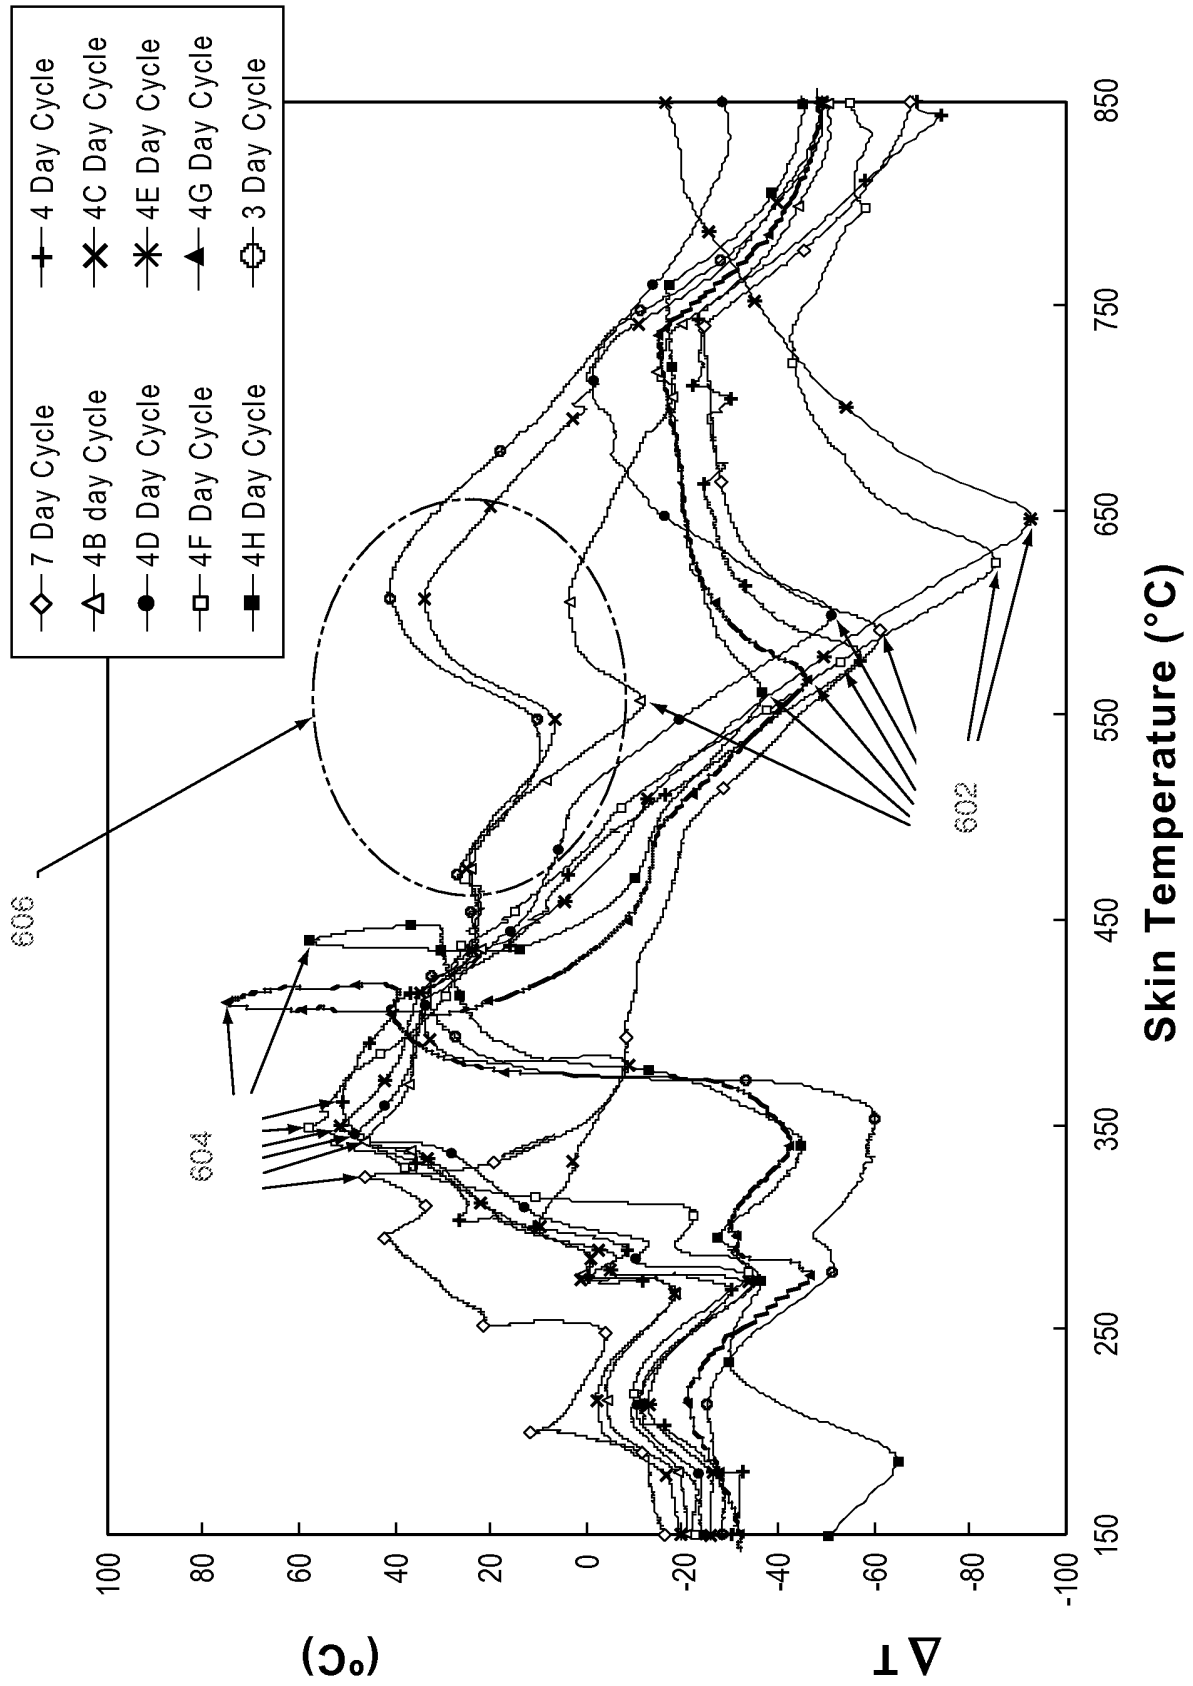 7 Day Cycle
4 Day Cycle
4B day Cycle
4C Day Cycle
4D Day Cycle
4E Day Cycle
4F Day Cycle
4G Day Cycle
4H Day Cycle
3 Day Cycle
606
604
602
(°C)
Δ T
100
80
60
40
20
0
-20
-40
-60
-80
-100
150
250
350
450
550
650
750
850
Skin Temperature (°C)